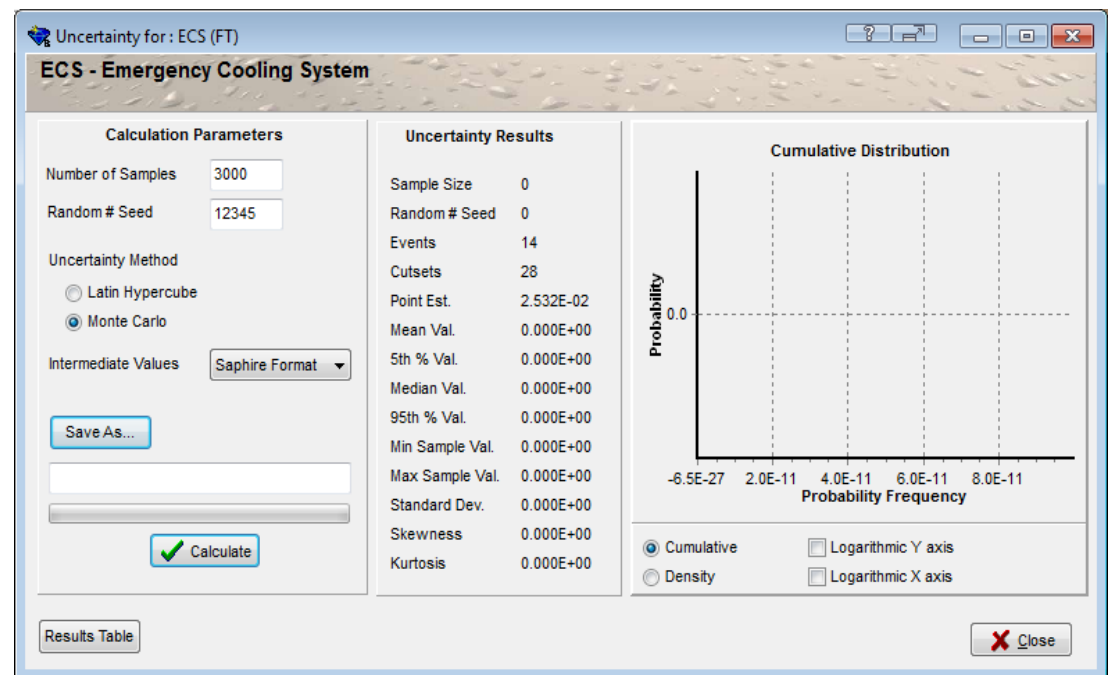 Uncertainty for : ECS (FT)
?
ECS - Emergency Cooling System
Calculation Parameters
Number of Samples 3000
Random # Seed 12345
Uncertainty Method
Latin Hypercube
Monte Carlo
Intermediate Values Saphire Format
Save As...
Calculate
Uncertainty Results
Sample Size 0
Random # Seed 0
Events 14
Cutsets 28
Point Est. 2.532E-02
Mean Val. 0.000E+00
5th % Val. 0.000E+00
Median Val. 0.000E+00
95th % Val. 0.000E+00
Min Sample Val. 0.000E+00
Max Sample Val. 0.000E+00
Standard Dev. 0.000E+00
Skewness 0.000E+00
Kurtosis 0.000E+00
Cumulative Distribution
Probability
0.0
-6.5E-27 2.0E-11 4.0E-11 6.0E-11 8.0E-11
Probability Frequency
Cumulative Logarithmic Y axis
Density Logarithmic X axis
Results Table
Close